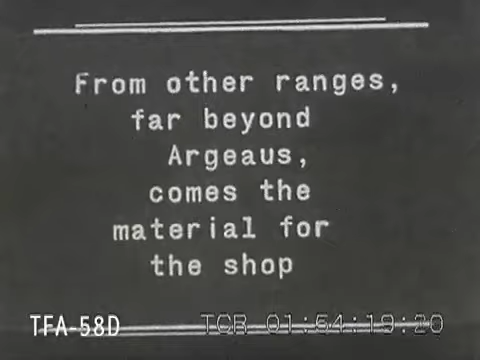 From other ranges,
far beyond
Argeaus,
comes the
material for
the shop
TFA-58D
TCR 01:54:19:20